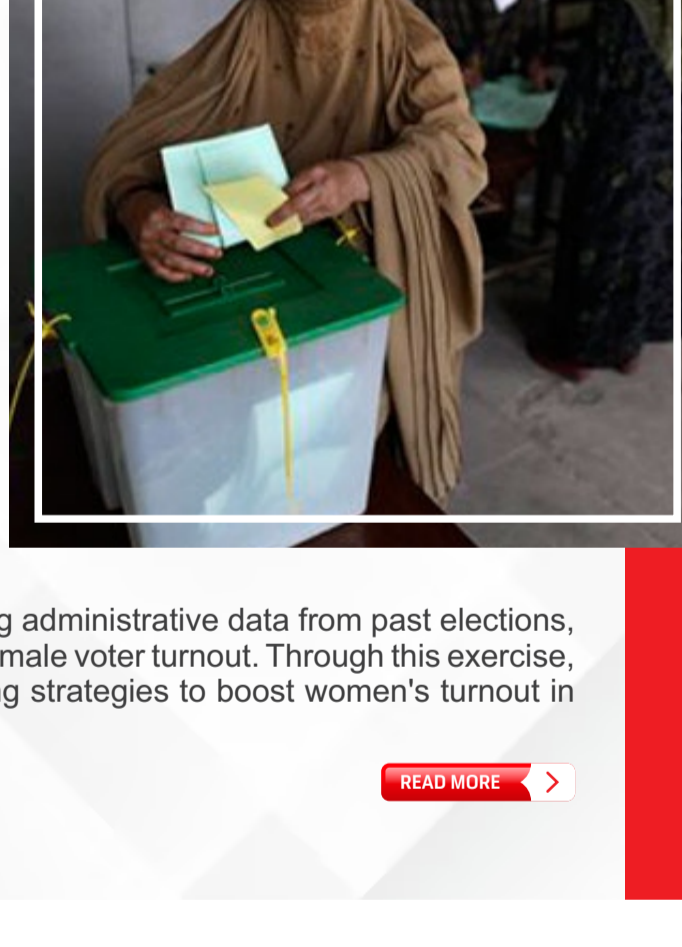 g administrative data from past elections,
male voter turnout. Through this exercise,
g strategies to boost women's turnout in
READ MORE